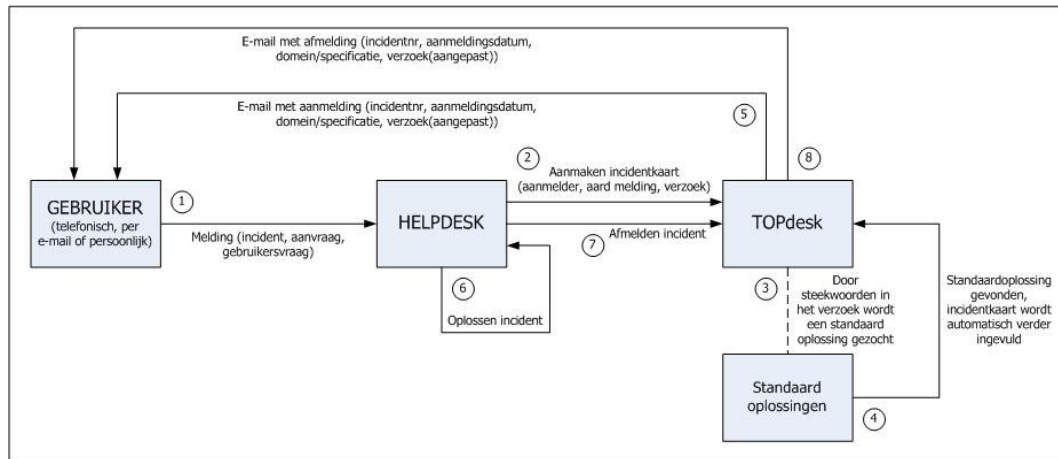 E-mail met afmelding (incidentnr, aanmeldingsdatum,
domein/specificatie, verzoek(aangepast))
E-mail met aanmelding (incidentnr, aanmeldingsdatum,
domein/specificatie, verzoek(aangepast))
5
2
8
Aanmaken incidentkaart
(aanmelder, aard melding, verzoek)
GEBRUIKER
(telefonisch, per
e-mail of persoonlijk)
1
Melding (incident, aanvraag,
gebruikersvraag)
HELPDESK
7
Afmelden incident
TOPdesk
6
Oplossen incident
3
Door
steekwoorden in
het verzoek wordt
een standaard
oplossing gezocht
Standaardoplossing
gevonden,
incidentkaart wordt
automatisch verder
ingevuld
Standaard
oplossingen
4